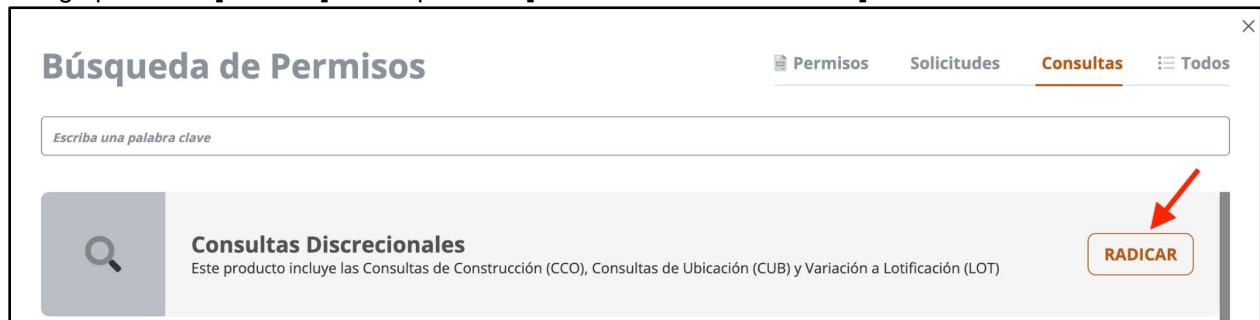 Búsqueda de Permisos
Permisos Solicitudes Consultas Todos
Escriba una palabra clave
Consultas Discrecionales
Este producto incluye las Consultas de Construcción (CCO), Consultas de Ubicación (CUB) y Variación a Lotificación (LOT)
RADICAR